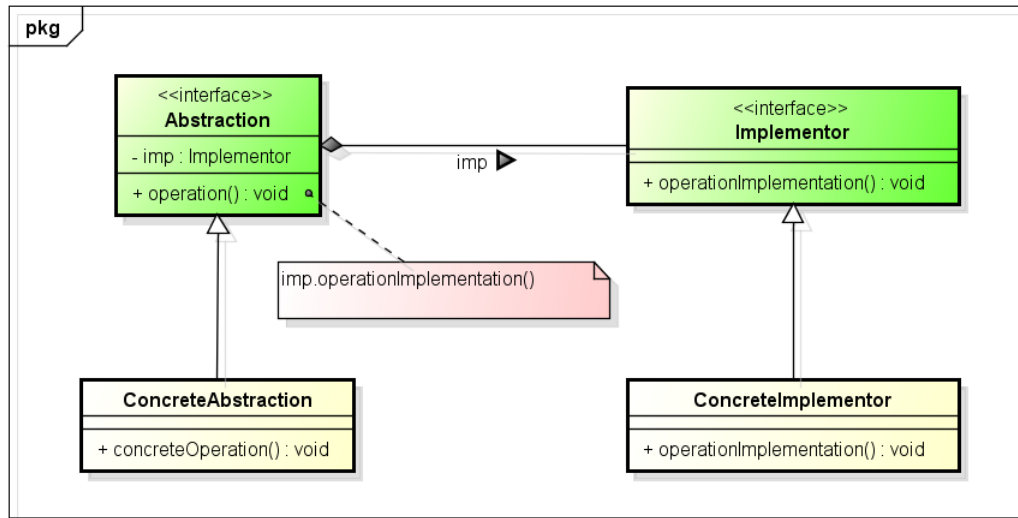 pkg
<<interface>>
Abstraction
- imp : Implementor
+ operation() : void
<<interface>>
Implementor
+ operationImplementation() : void
imp
imp.operationImplementation()
ConcreteAbstraction
+ concreteOperation() : void
ConcreteImplementor
+ operationImplementation() : void